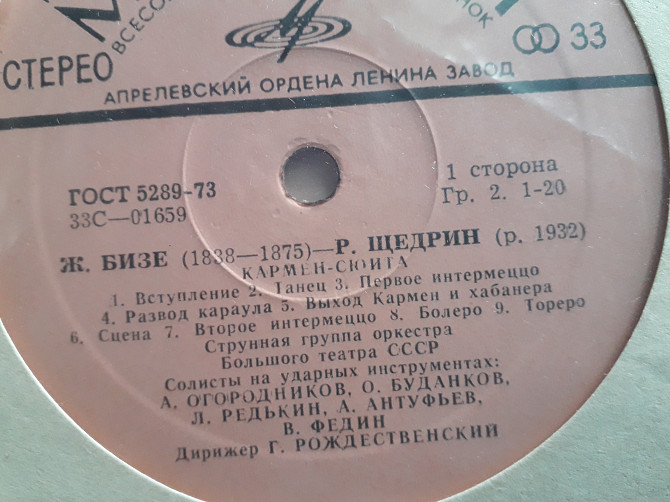 СТЕРЕО
ВСЕСО
НОК
33
АПРЕЛЕВСКИЙ ОРДЕНА ЛЕНИНА ЗАВОД
ГОСТ 5289-73
33С—01659
1 сторона
Гр. 2. 1-20
Ж. БИЗЕ (1838—1875)—Р. ЩЕДРИН (р. 1932)
КАРМЕН-СЮИТА
1. Вступление 2. Танец 3. Первое интермеццо
4. Развод караула 5. Выход Кармен и хабанера
6. Сцена 7. Второе интермеццо 8. Болеро 9. Тореро
Струнная группа оркестра
Большого театра СССР
Солисты на ударных инструментах:
А. ОГОРОДНИКОВ, О. БУДАНКОВ,
Л. РЕДЬКИН, А. АНТУФЬЕВ,
В. ФЕДИН
Дирижер Г. РОЖДЕСТВЕНСКИЙ